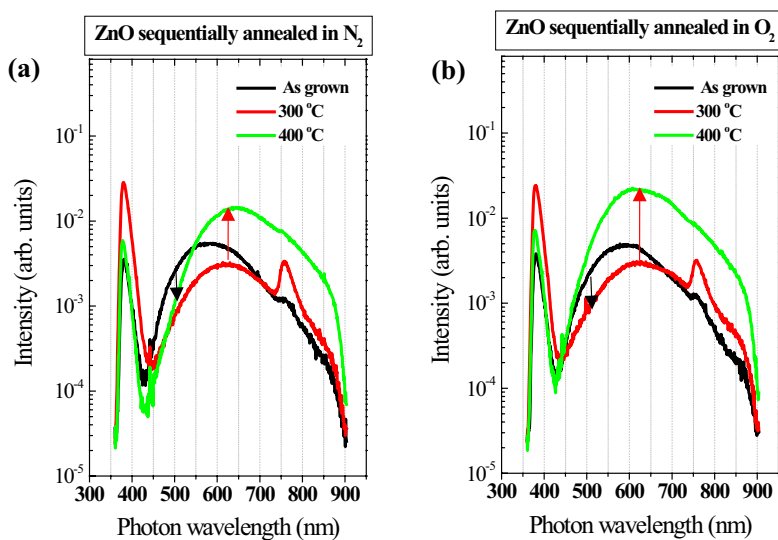 ZnO sequentially annealed in N₂
(a)
As grown
300 °C
400 °C
10⁻¹
10⁻²
10⁻³
10⁻⁴
10⁻⁵
Intensity (arb. units)
300 400 500 600 700 800 900
Photon wavelength (nm)
ZnO sequentially annealed in O₂
(b)
As grown
300 °C
400 °C
10⁻¹
10⁻²
10⁻³
10⁻⁴
10⁻⁵
Intensity (arb. units)
300 400 500 600 700 800 900
Photon wavelength (nm)